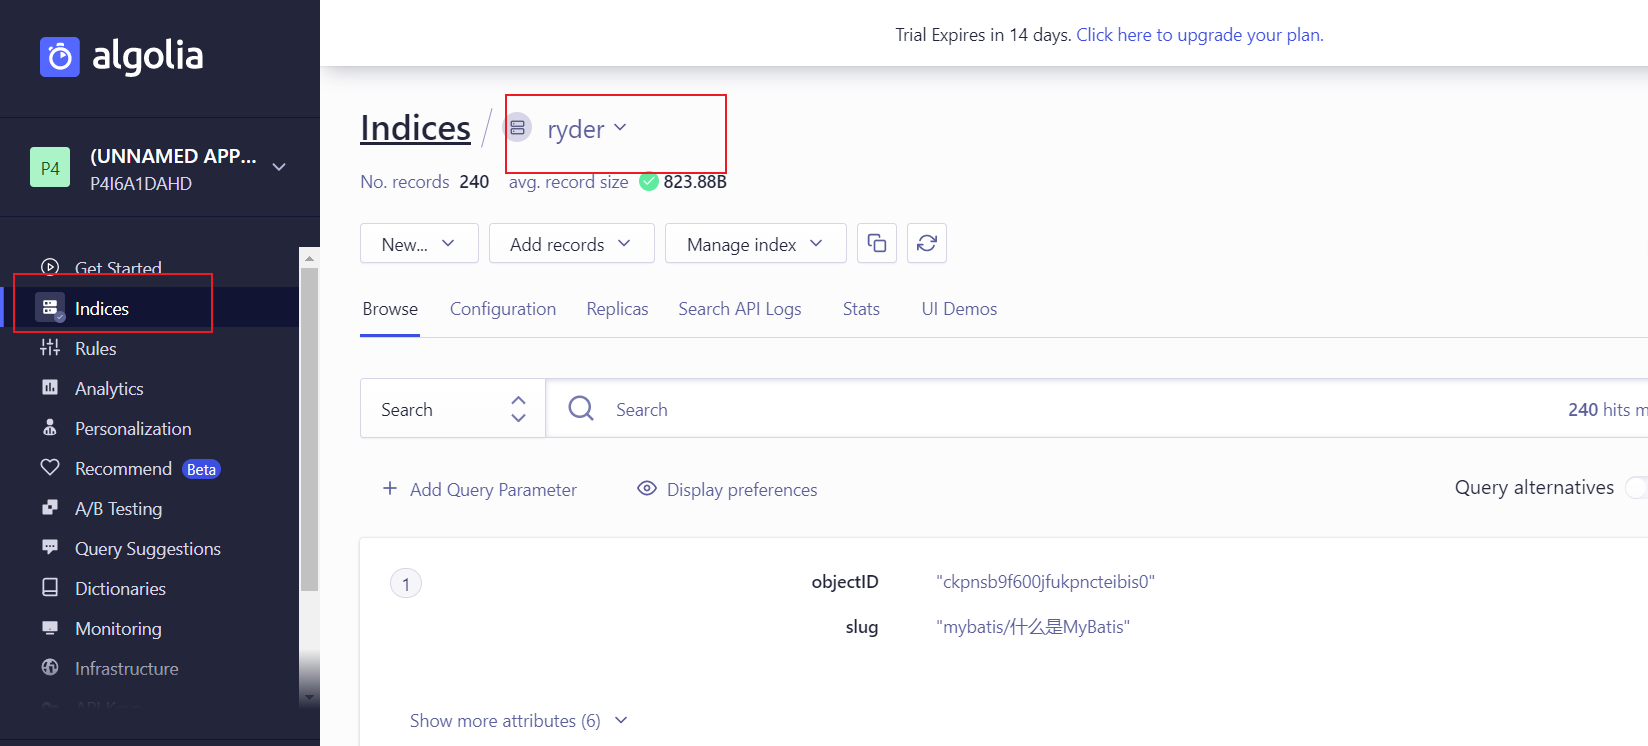 algolia
P4
(UNNAMED APP...
P4I6A1DAHD
Get Started
Indices
Rules
Analytics
Personalization
Recommend Beta
A/B Testing
Query Suggestions
Dictionaries
Monitoring
Infrastructure
API Keys
Trial Expires in 14 days. Click here to upgrade your plan.
Indices / ryder
No. records 240 avg. record size 823.88B
New... Add records Manage index
Browse Configuration Replicas Search API Logs Stats UI Demos
Search Search 240 hits m
Add Query Parameter Display preferences Query alternatives
1
objectID "ckpnsb9f600jfukpncteibis0"
slug "mybatis/什么是MyBatis"
Show more attributes (6)